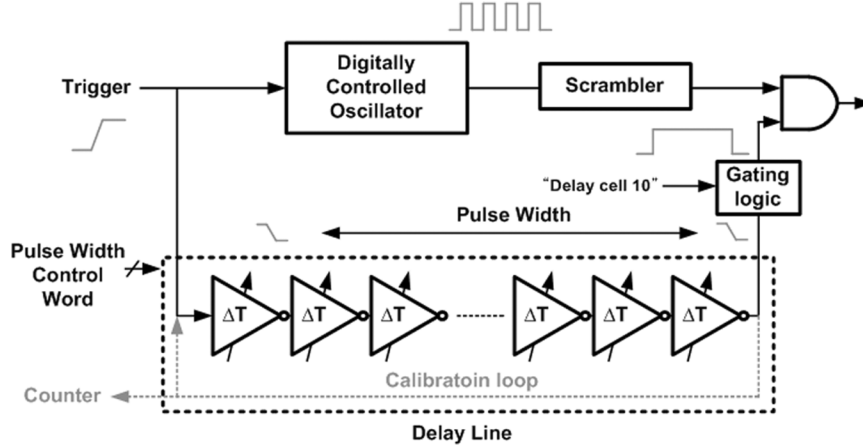 Digitally
Controlled
Oscillator
Scrambler
Trigger
Gating
logic
“Delay cell 10”
Pulse Width
Pulse Width
Control
Word
ΔT
ΔT
ΔT
ΔT
ΔT
ΔT
Calibratoin loop
Counter
Delay Line